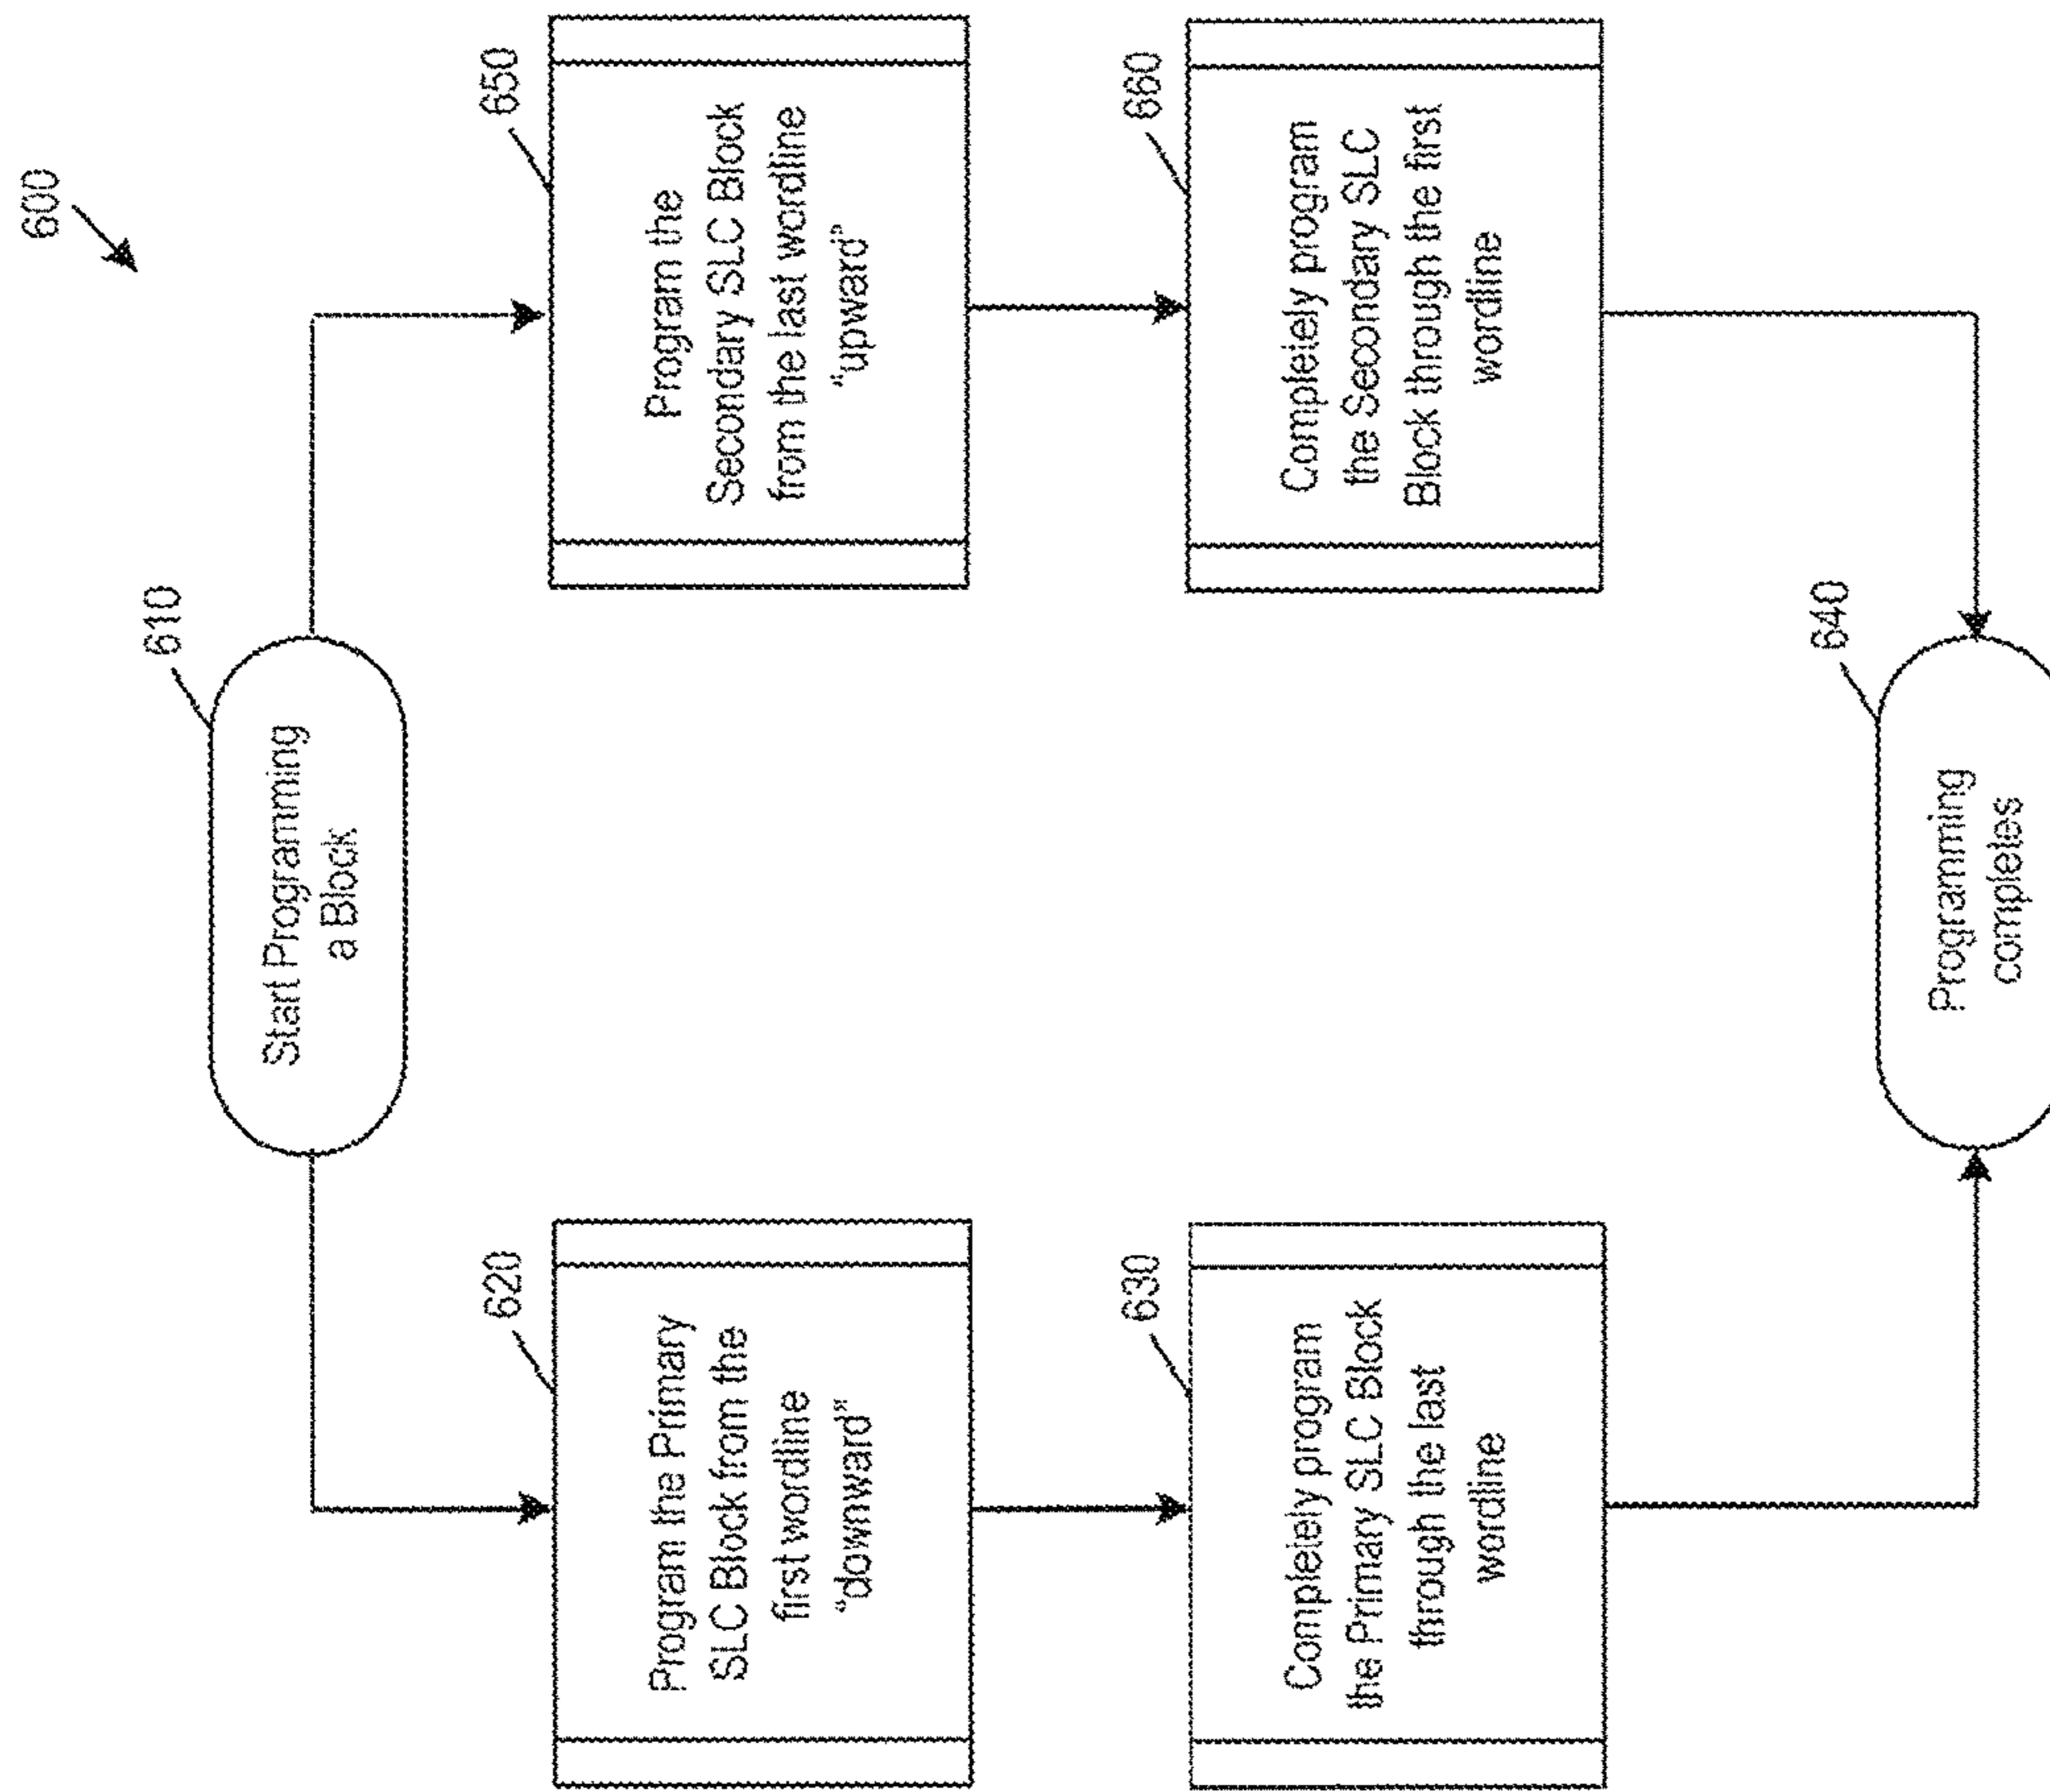 600
610
Start Programming
a Block
620
Program the Primary
SLC Block from the
first wordline
"downward"
650
Program the
Secondary SLC Block
from the last wordline
"upward"
630
Completely program
the Primary SLC Block
through the last
wordline
660
Completely program
the Secondary SLC
Block through the first
wordline
640
Programming
completes